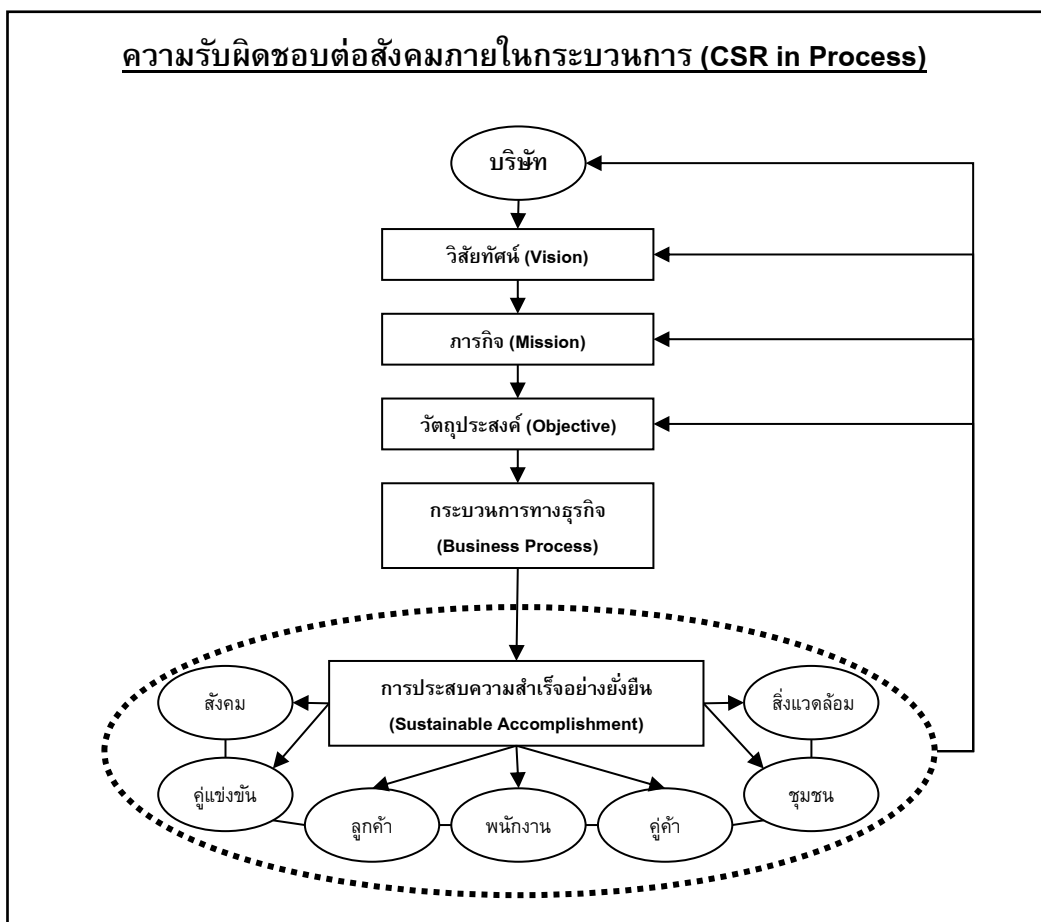 ความรับผิดชอบต่อสังคมภายในกระบวนการ (CSR in Process)
บริษัท
วิสัยทัศน์ (Vision)
ภารกิจ (Mission)
วัตถุประสงค์ (Objective)
กระบวนการทางธุรกิจ
(Business Process)
การประสบความสำเร็จอย่างยั่งยืน
(Sustainable Accomplishment)
สังคม
สิ่งแวดล้อม
คู่แข่งขัน
ชุมชน
ลูกค้า
พนักงาน
คู่ค้า